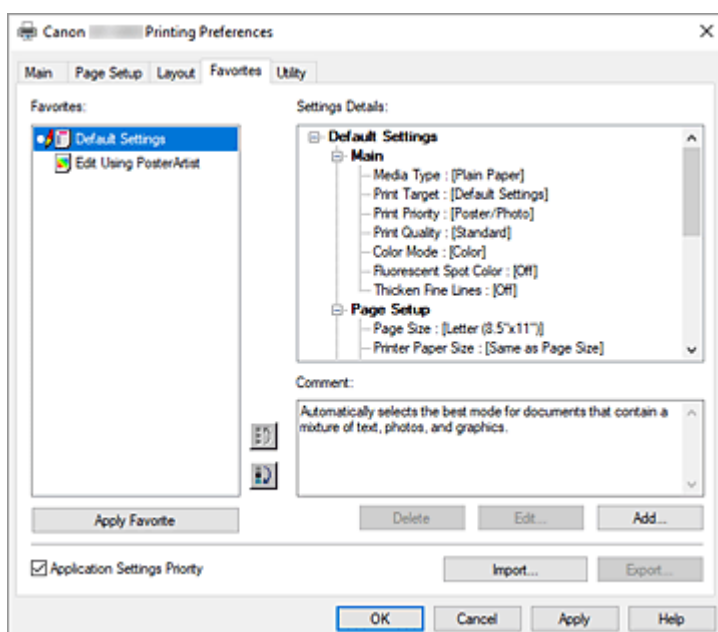 Canon Printing Preferences
Main Page Setup Layout Favorites Utility
Favorites:
Default Settings
Edit Using PosterArtist
Apply Favorite
Settings Details:
Default Settings
Main
Media Type : [Plain Paper]
Print Target : [Default Settings]
Print Priority : [Poster/Photo]
Print Quality : [Standard]
Color Mode : [Color]
Fluorescent Spot Color : [Off]
Thicken Fine Lines : [Off]
Page Setup
Page Size : [Letter (8.5"x11")]
Printer Paper Size : [Same as Page Size]
Comment:
Automatically selects the best mode for documents that contain a
mixture of text, photos, and graphics.
Delete Edit... Add...
Application Settings Priority
Import... Export...
OK Cancel Apply Help